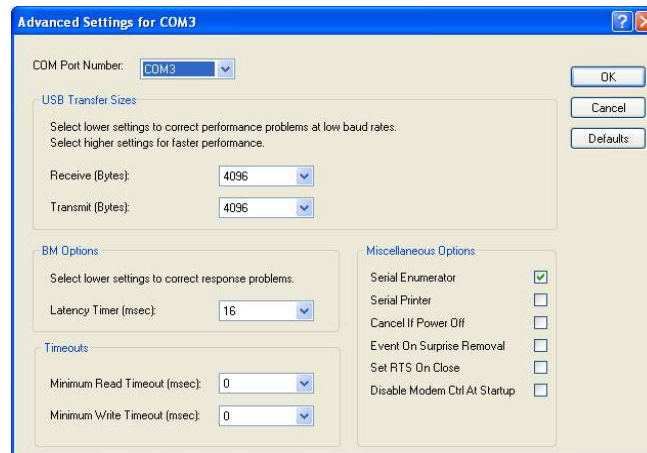 Advanced Settings for COM3
COM Port Number: COM3
OK
Cancel
Defaults
USB Transfer Sizes
Select lower settings to correct performance problems at low baud rates.
Select higher settings for faster performance.
Receive (Bytes): 4096
Transmit (Bytes): 4096
BM Options
Select lower settings to correct response problems.
Latency Timer (msec): 16
Timeouts
Minimum Read Timeout (msec): 0
Minimum Write Timeout (msec): 0
Miscellaneous Options
Serial Enumerator
Serial Printer
Cancel If Power Off
Event On Surprise Removal
Set RTS On Close
Disable Modem Ctrl At Startup